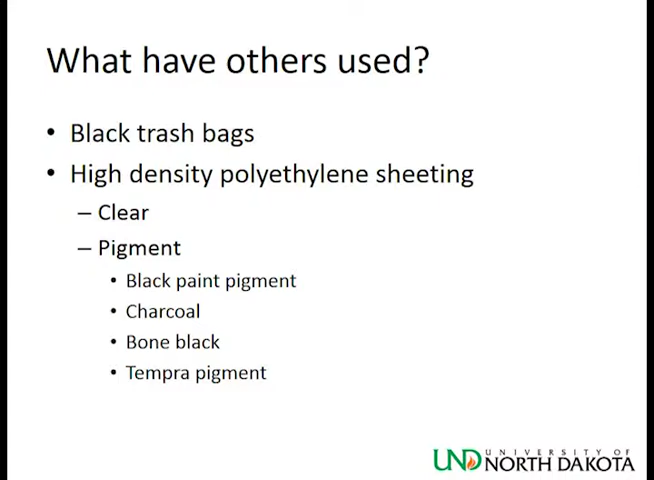 What have others used?
• Black trash bags
• High density polyethylene sheeting
– Clear
– Pigment
• Black paint pigment
• Charcoal
• Bone black
• Tempra pigment
UND UNIVERSITY OF
NORTH DAKOTA